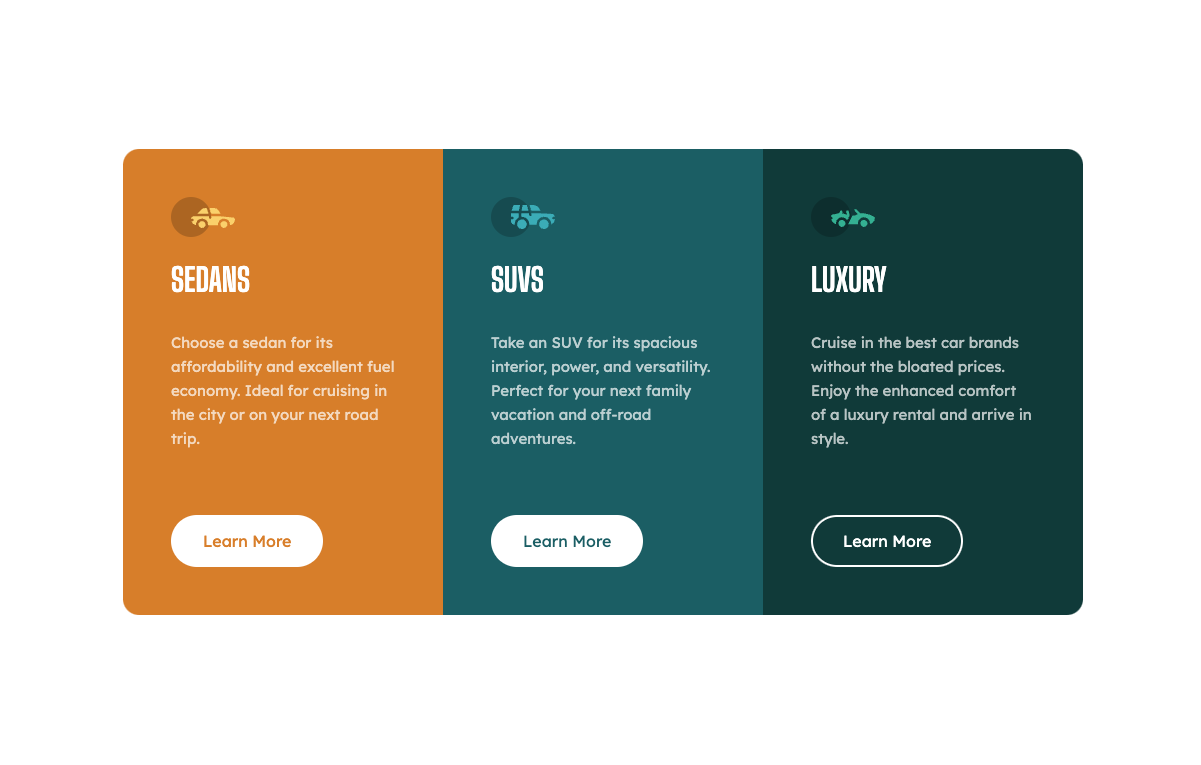 SEDANS
Choose a sedan for its
affordability and excellent fuel
economy. Ideal for cruising in
the city or on your next road
trip.
Learn More
SUVS
Take an SUV for its spacious
interior, power, and versatility.
Perfect for your next family
vacation and off-road
adventures.
Learn More
LUXURY
Cruise in the best car brands
without the bloated prices.
Enjoy the enhanced comfort
of a luxury rental and arrive in
style.
Learn More